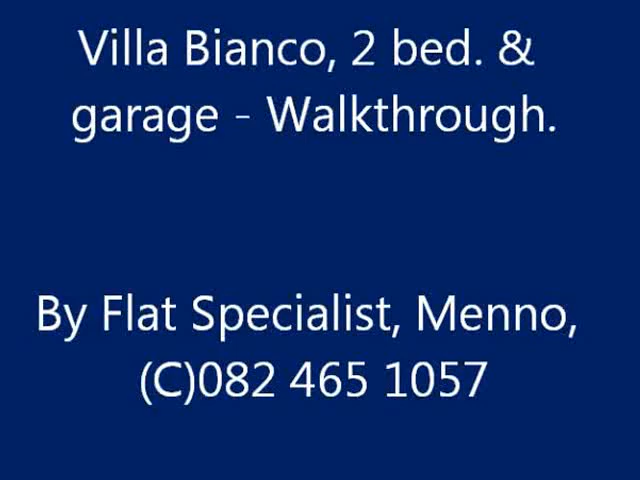 Villa Bianco, 2 bed. &
garage - Walkthrough.
By Flat Specialist, Menno,
(C)082 465 1057